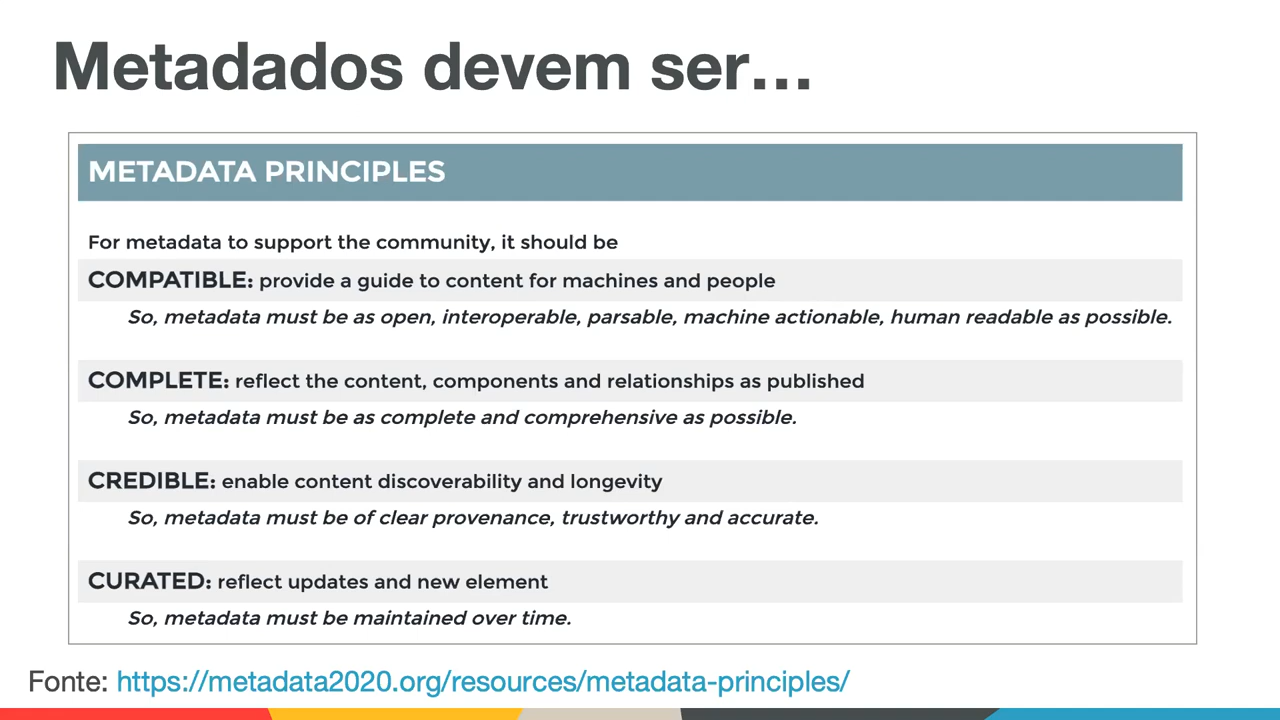 Metadados devem ser...
METADATA PRINCIPLES
For metadata to support the community, it should be
COMPATIBLE: provide a guide to content for machines and people
So, metadata must be as open, interoperable, parsable, machine actionable, human readable as possible.
COMPLETE: reflect the content, components and relationships as published
So, metadata must be as complete and comprehensive as possible.
CREDIBLE: enable content discoverability and longevity
So, metadata must be of clear provenance, trustworthy and accurate.
CURATED: reflect updates and new element
So, metadata must be maintained over time.
Fonte: https://metadata2020.org/resources/metadata-principles/